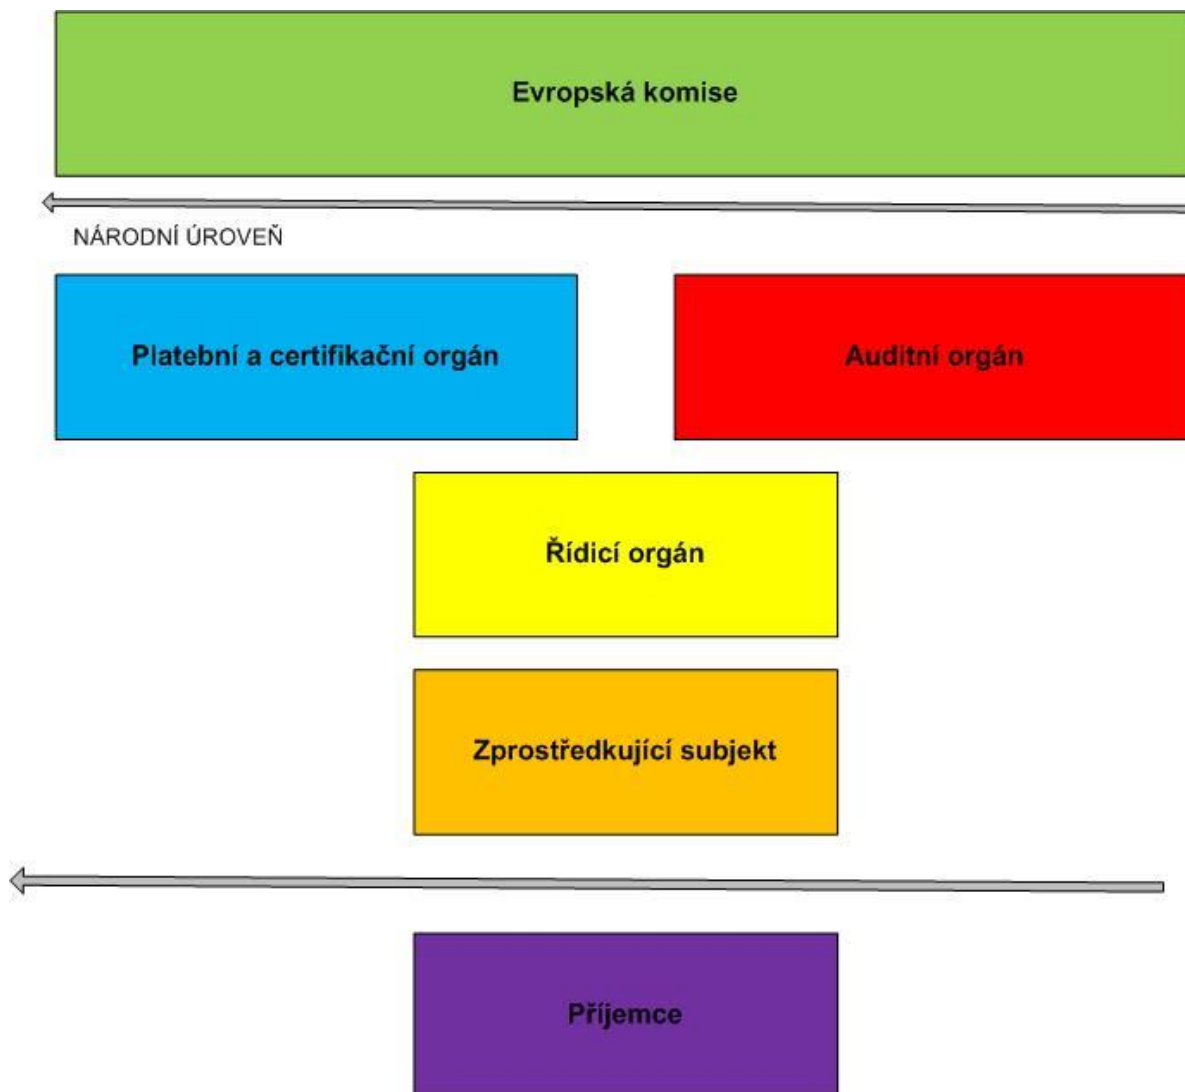 Evropská komise
NÁRODNÍ ÚROVEŇ
Platební a certifikační orgán
Auditní orgán
Řídicí orgán
Zprostředkující subjekt
Příjemce